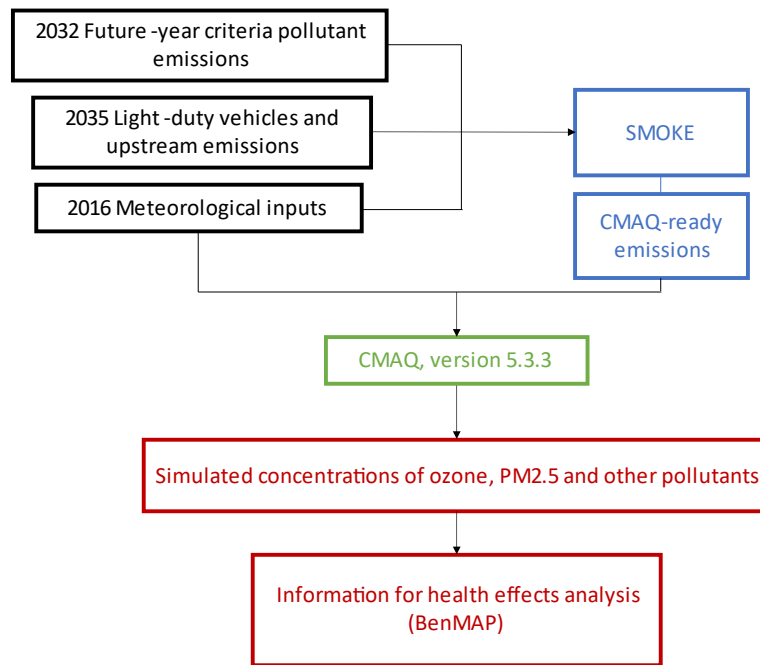 2032 Future -year criteria pollutant
emissions
2035 Light -duty vehicles and
upstream emissions
SMOKE
2016 Meteorological inputs
CMAQ-ready
emissions
CMAQ, version 5.3.3
Simulated concentrations of ozone, PM2.5 and other pollutants
Information for health effects analysis
(BenMAP)